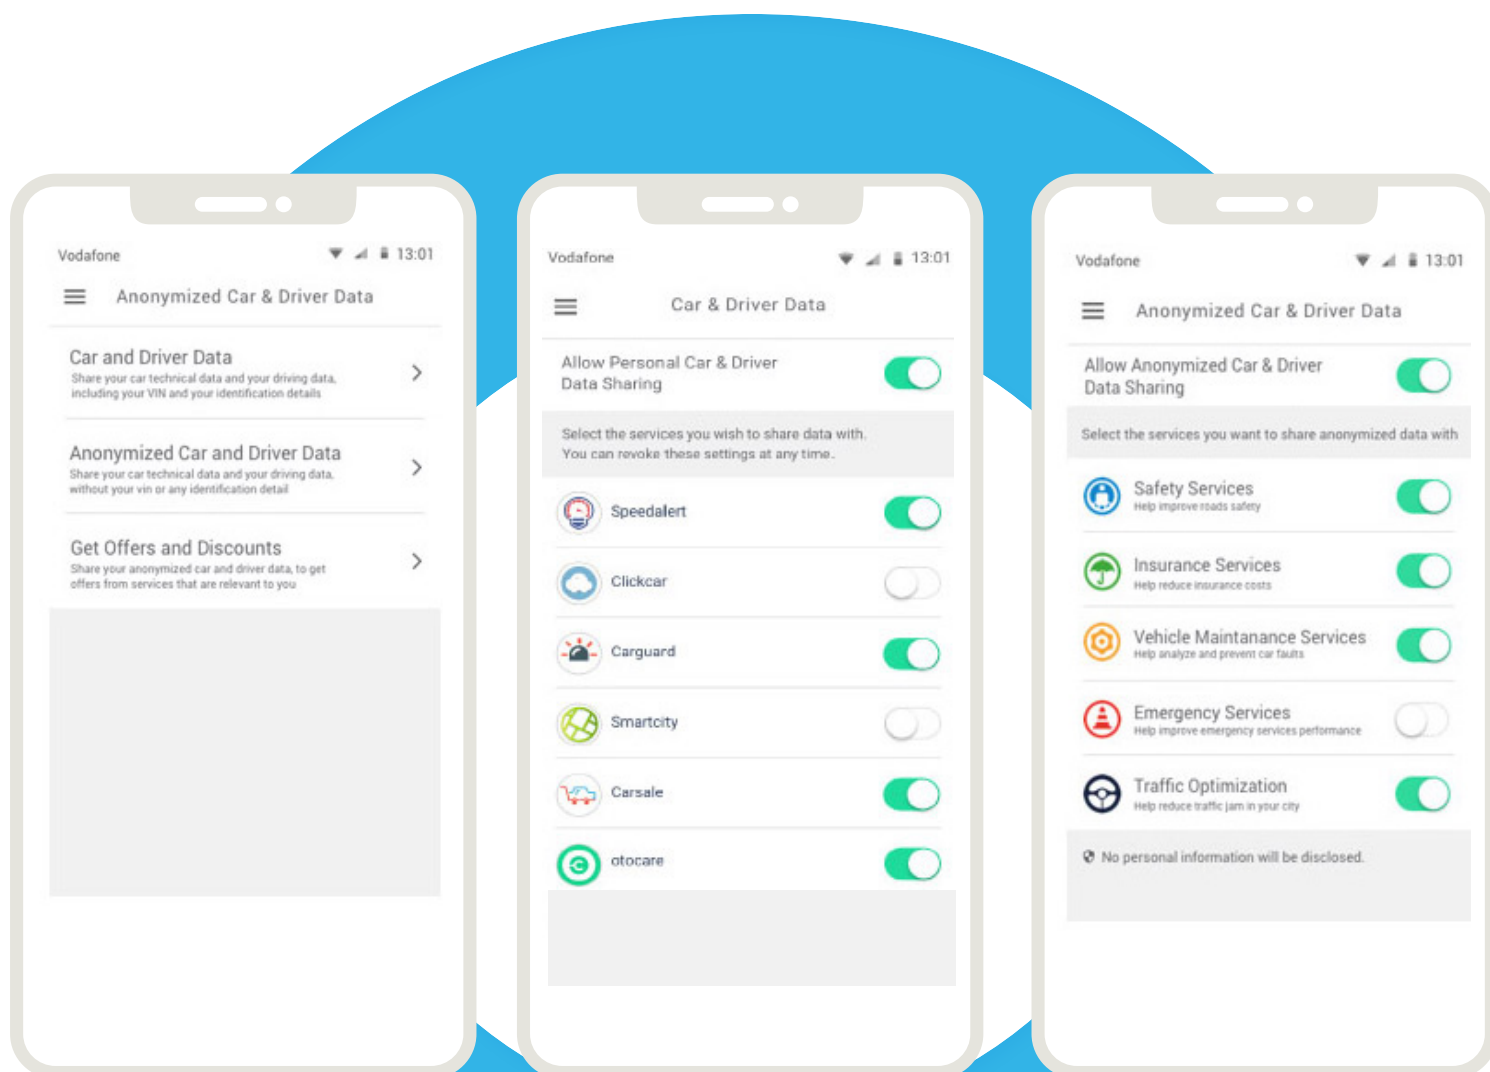 Vodafone 13:01
Anonymized Car & Driver Data
Car and Driver Data
Share your car technical data and your driving data,
including your VIN and your identification details
Anonymized Car and Driver Data
Share your car technical data and your driving data,
without your vin or any identification detail
Get Offers and Discounts
Share your anonymized car and driver data, to get
offers from services that are relevant to you
Vodafone 13:01
Car & Driver Data
Allow Personal Car & Driver
Data Sharing
Select the services you wish to share data with.
You can revoke these settings at any time.
Speedalert
Clickcar
Carguard
Smartcity
Carsale
otocare
Vodafone 13:01
Anonymized Car & Driver Data
Allow Anonymized Car & Driver
Data Sharing
Select the services you want to share anonymized data with
Safety Services
Help improve roads safety
Insurance Services
Help reduce insurance costs
Vehicle Maintanance Services
Help analyze and prevent car faults
Emergency Services
Help improve emergency services performance
Traffic Optimization
Help reduce traffic jam in your city
No personal information will be disclosed.